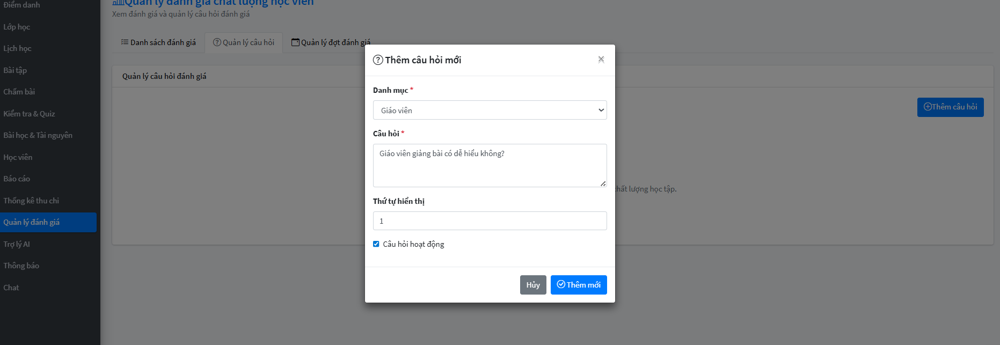 Điểm danh
Lớp học
Lịch học
Bài tập
Chấm bài
Kiểm tra & Quiz
Bài học & Tài nguyên
Học viên
Báo cáo
Thống kê thu chi
Quản lý đánh giá
Trợ lý AI
Thông báo
Chat
Quản lý đánh giá chất lượng học viên
Xem đánh giá và quản lý câu hỏi đánh giá
Danh sách đánh giá
Quản lý câu hỏi
Quản lý đợt đánh giá
Quản lý câu hỏi đánh giá
Thêm câu hỏi
chất lượng học tập.
Thêm câu hỏi mới
Danh mục *
Giáo viên
Câu hỏi *
Giáo viên giảng bài có dễ hiểu không?
Thứ tự hiển thị
1
Câu hỏi hoạt động
Hủy
Thêm mới